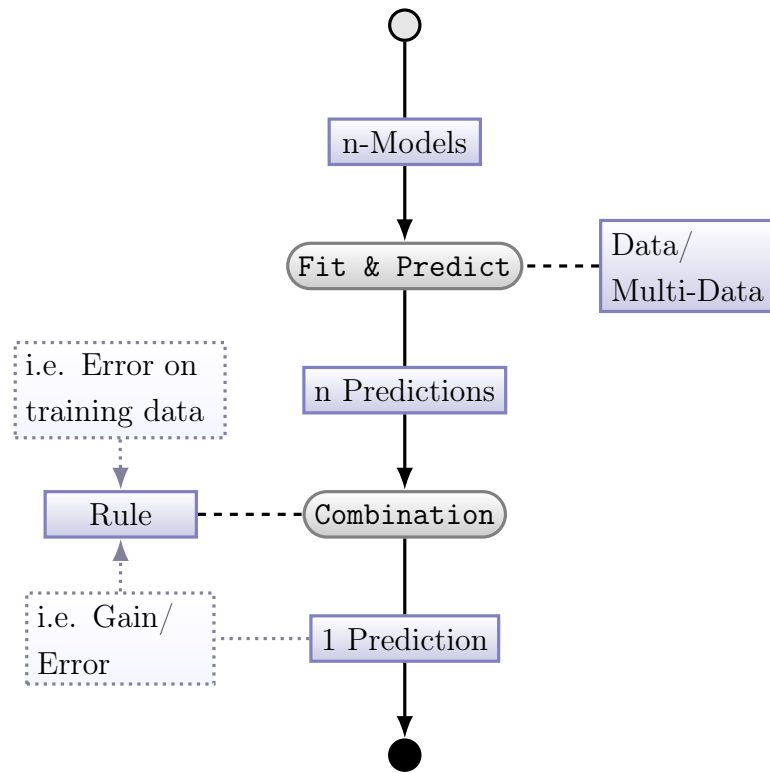 n-Models
Fit & Predict
Data/
Multi-Data
i.e. Error on
training data
n Predictions
Rule
Combination
i.e. Gain/
Error
1 Prediction